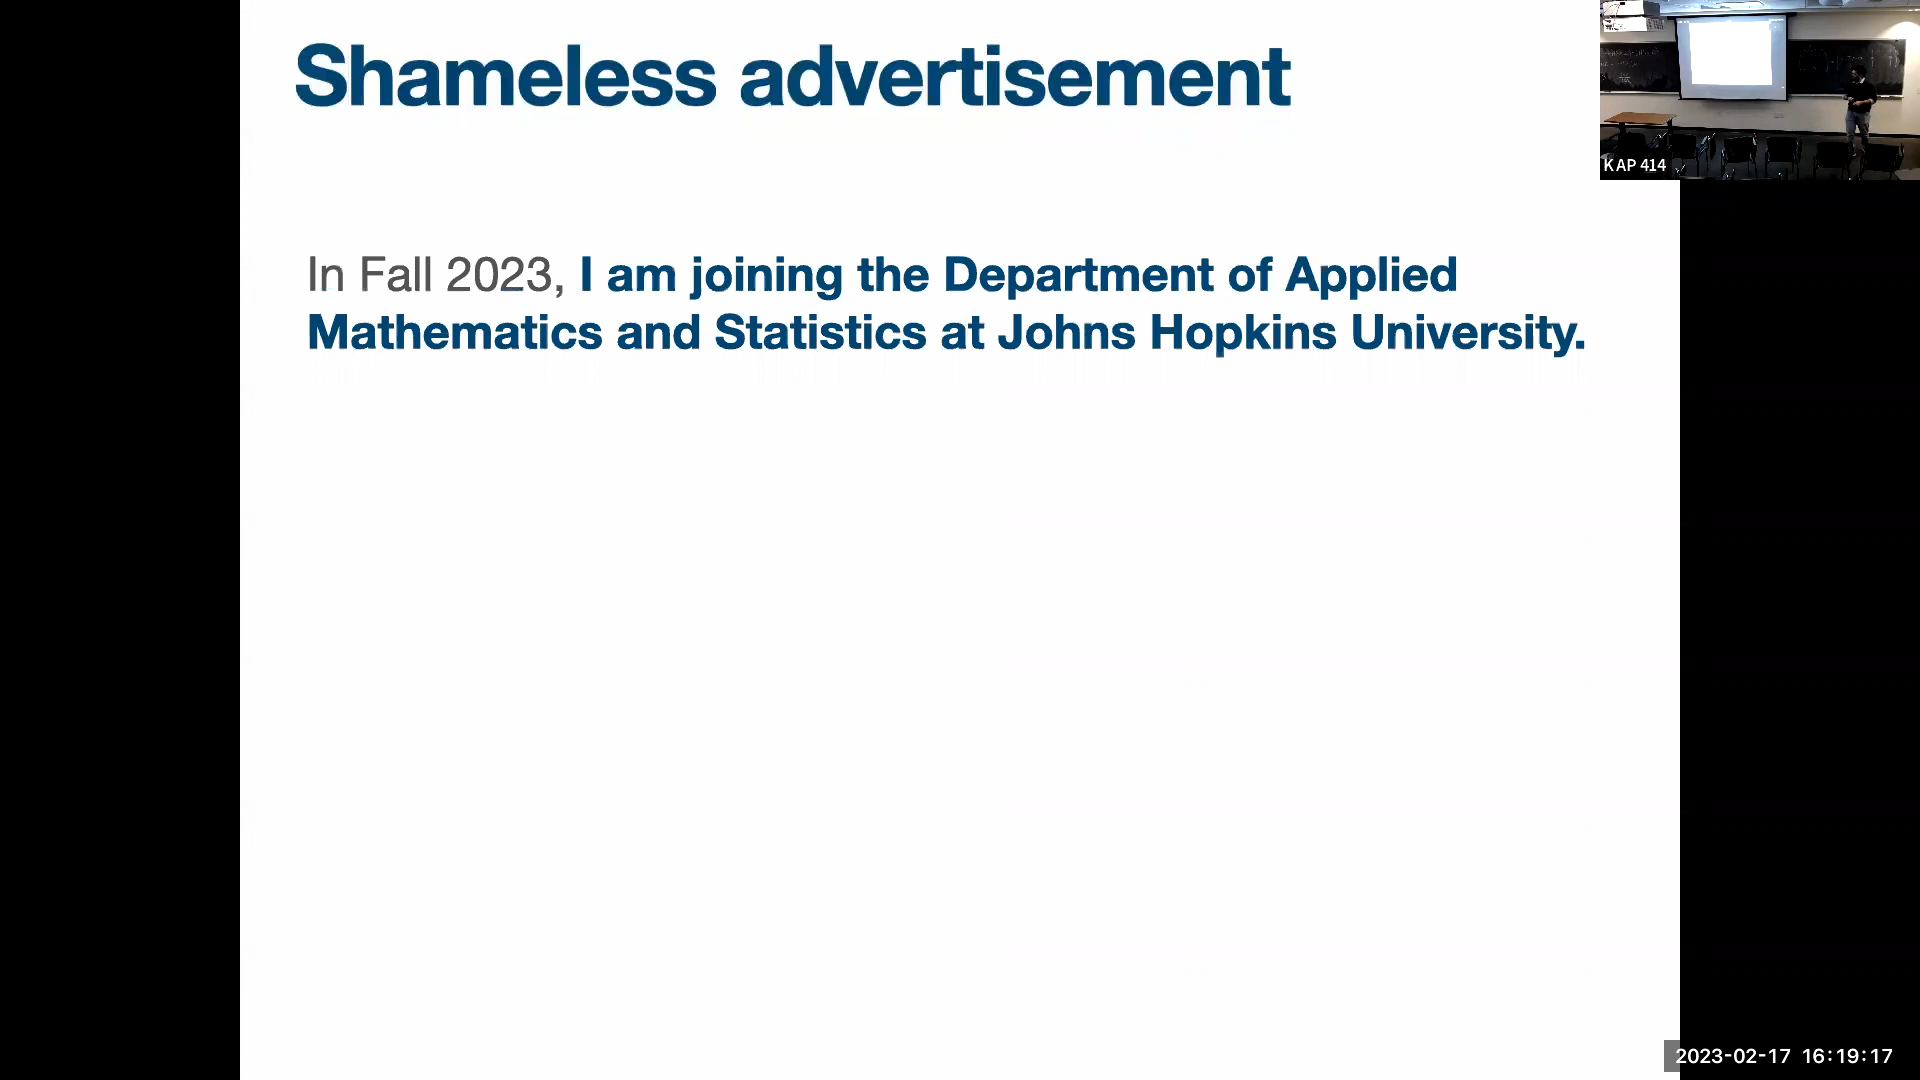 Shameless advertisement
In Fall 2023, I am joining the Department of Applied
Mathematics and Statistics at Johns Hopkins University.
KAP 414
2023-02-17 16:19:17